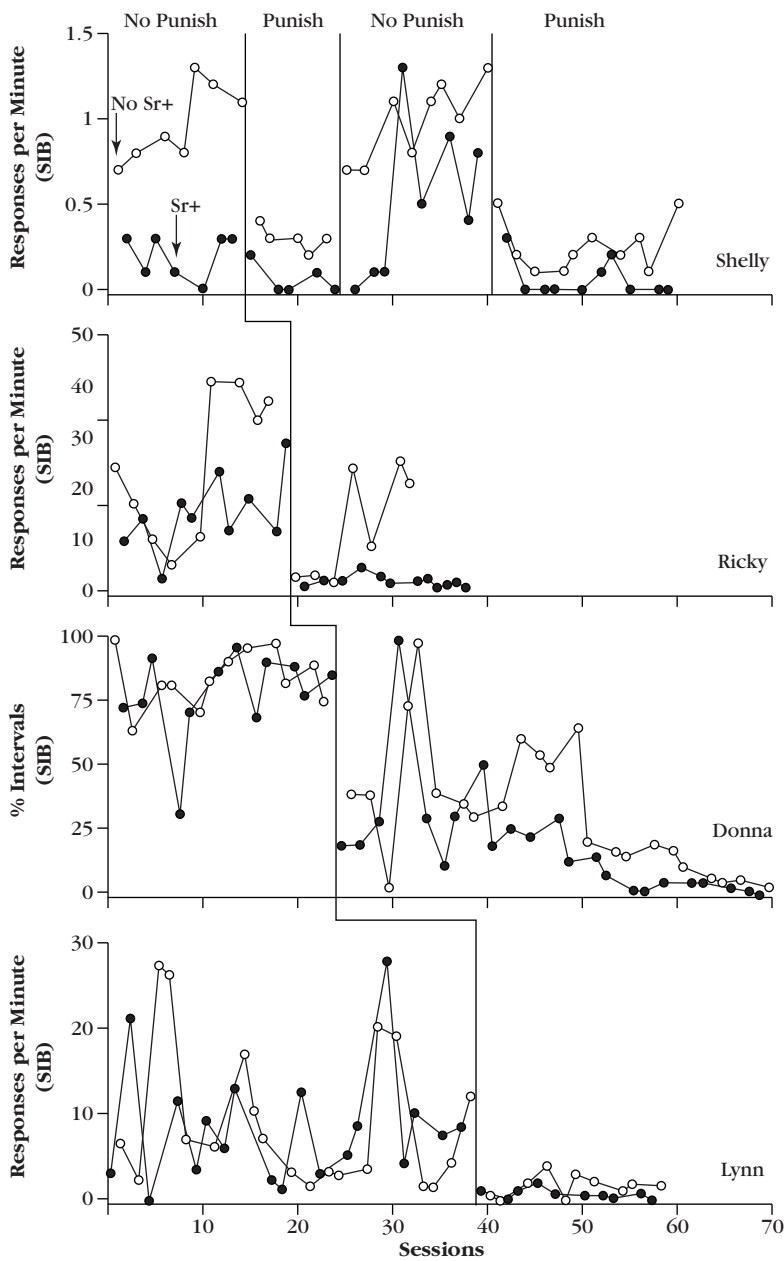 No Punish Punish No Punish Punish
Responses per Minute
(SIB)
1.5
1
0.5
0
No Sr+
Sr+
Shelly
Responses per Minute
(SIB)
50
40
30
20
10
0
Ricky
% Intervals
(SIB)
100
75
50
25
0
Donna
Responses per Minute
(SIB)
30
20
10
0
Lynn
10 20 30 40 50 60 70
Sessions